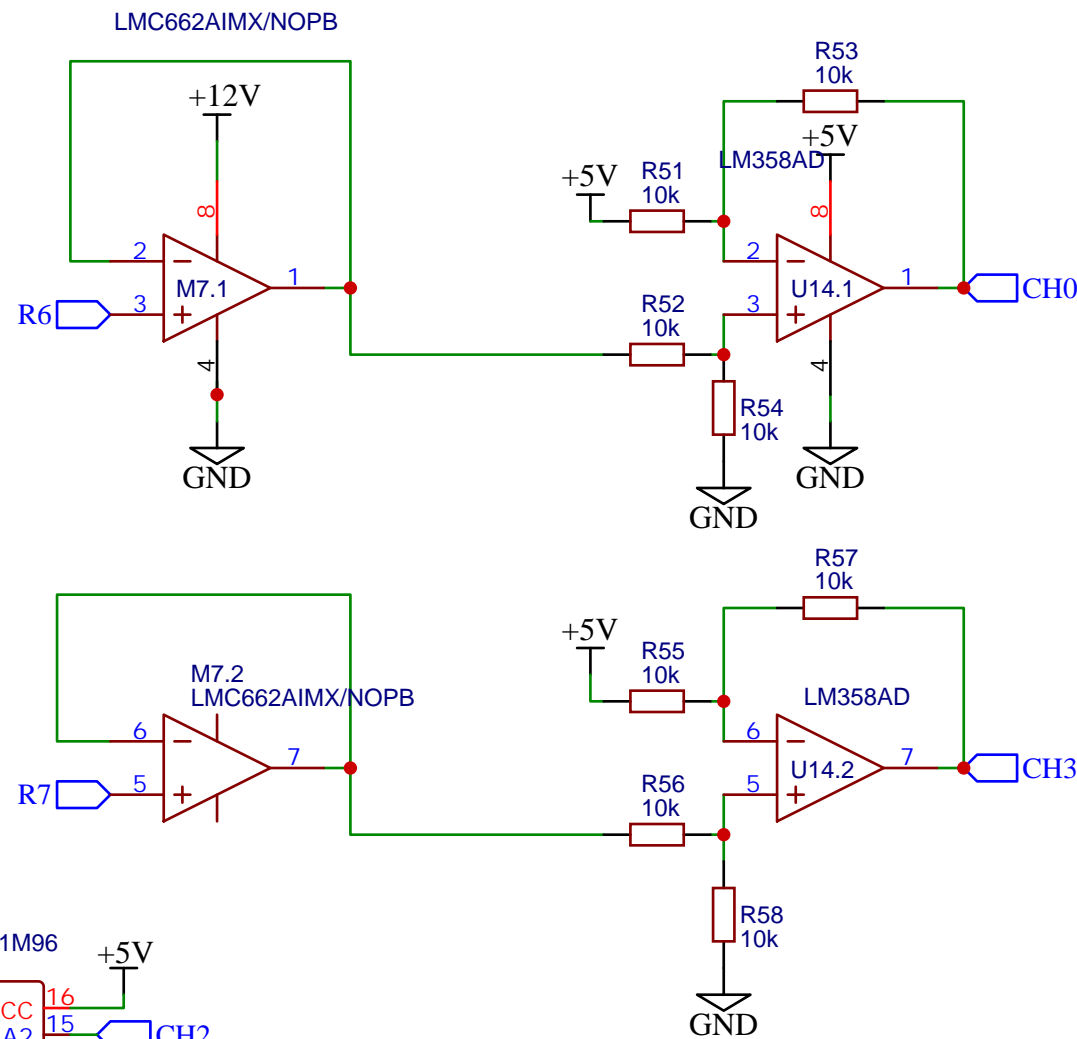 LMC662AIMX/NOPB
+12V
8
2
3
M7.1
1
R6
4
GND
R53
10k
+5V
LM358AD
+5V
R51
10k
8
2
3
U14.1
1
CH0
R52
10k
4
R54
10k
GND
GND
R57
10k
+5V
R55
10k
M7.2
LMC662AIMX/NOPB
LM358AD
6
7
5
R7
6
7
5
U14.2
CH3
R56
10k
R58
10k
GND
1M96
+5V
CC
16
A2
15
CH2